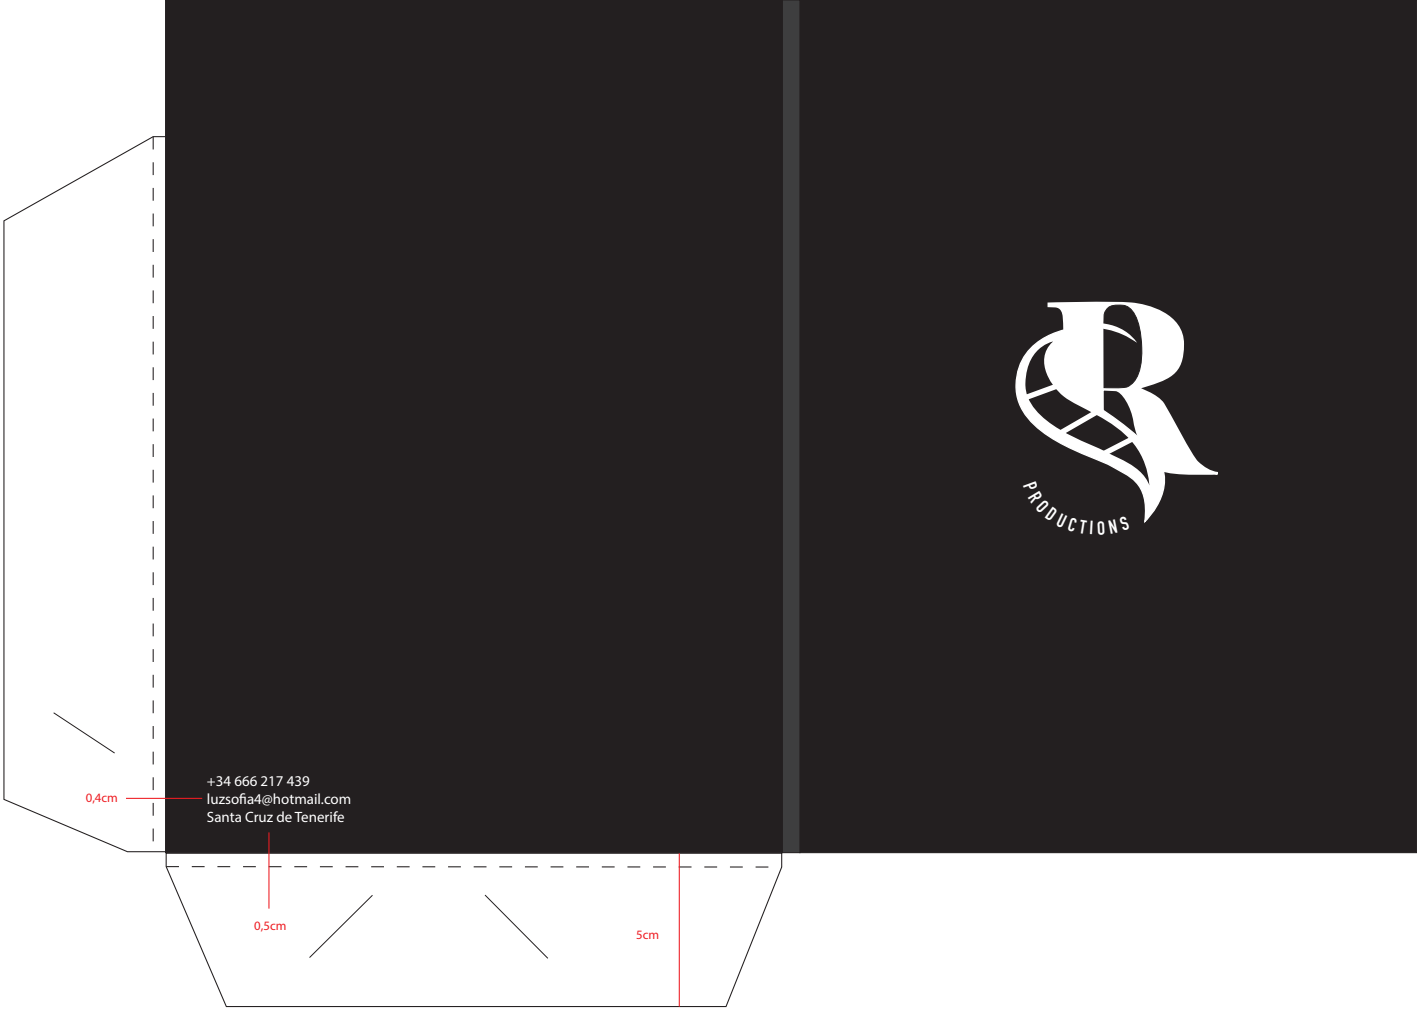 R
PRODUCTIONS
+34 666 217 439
luzsofia4@hotmail.com
Santa Cruz de Tenerife
0,4cm
0,5cm
5cm